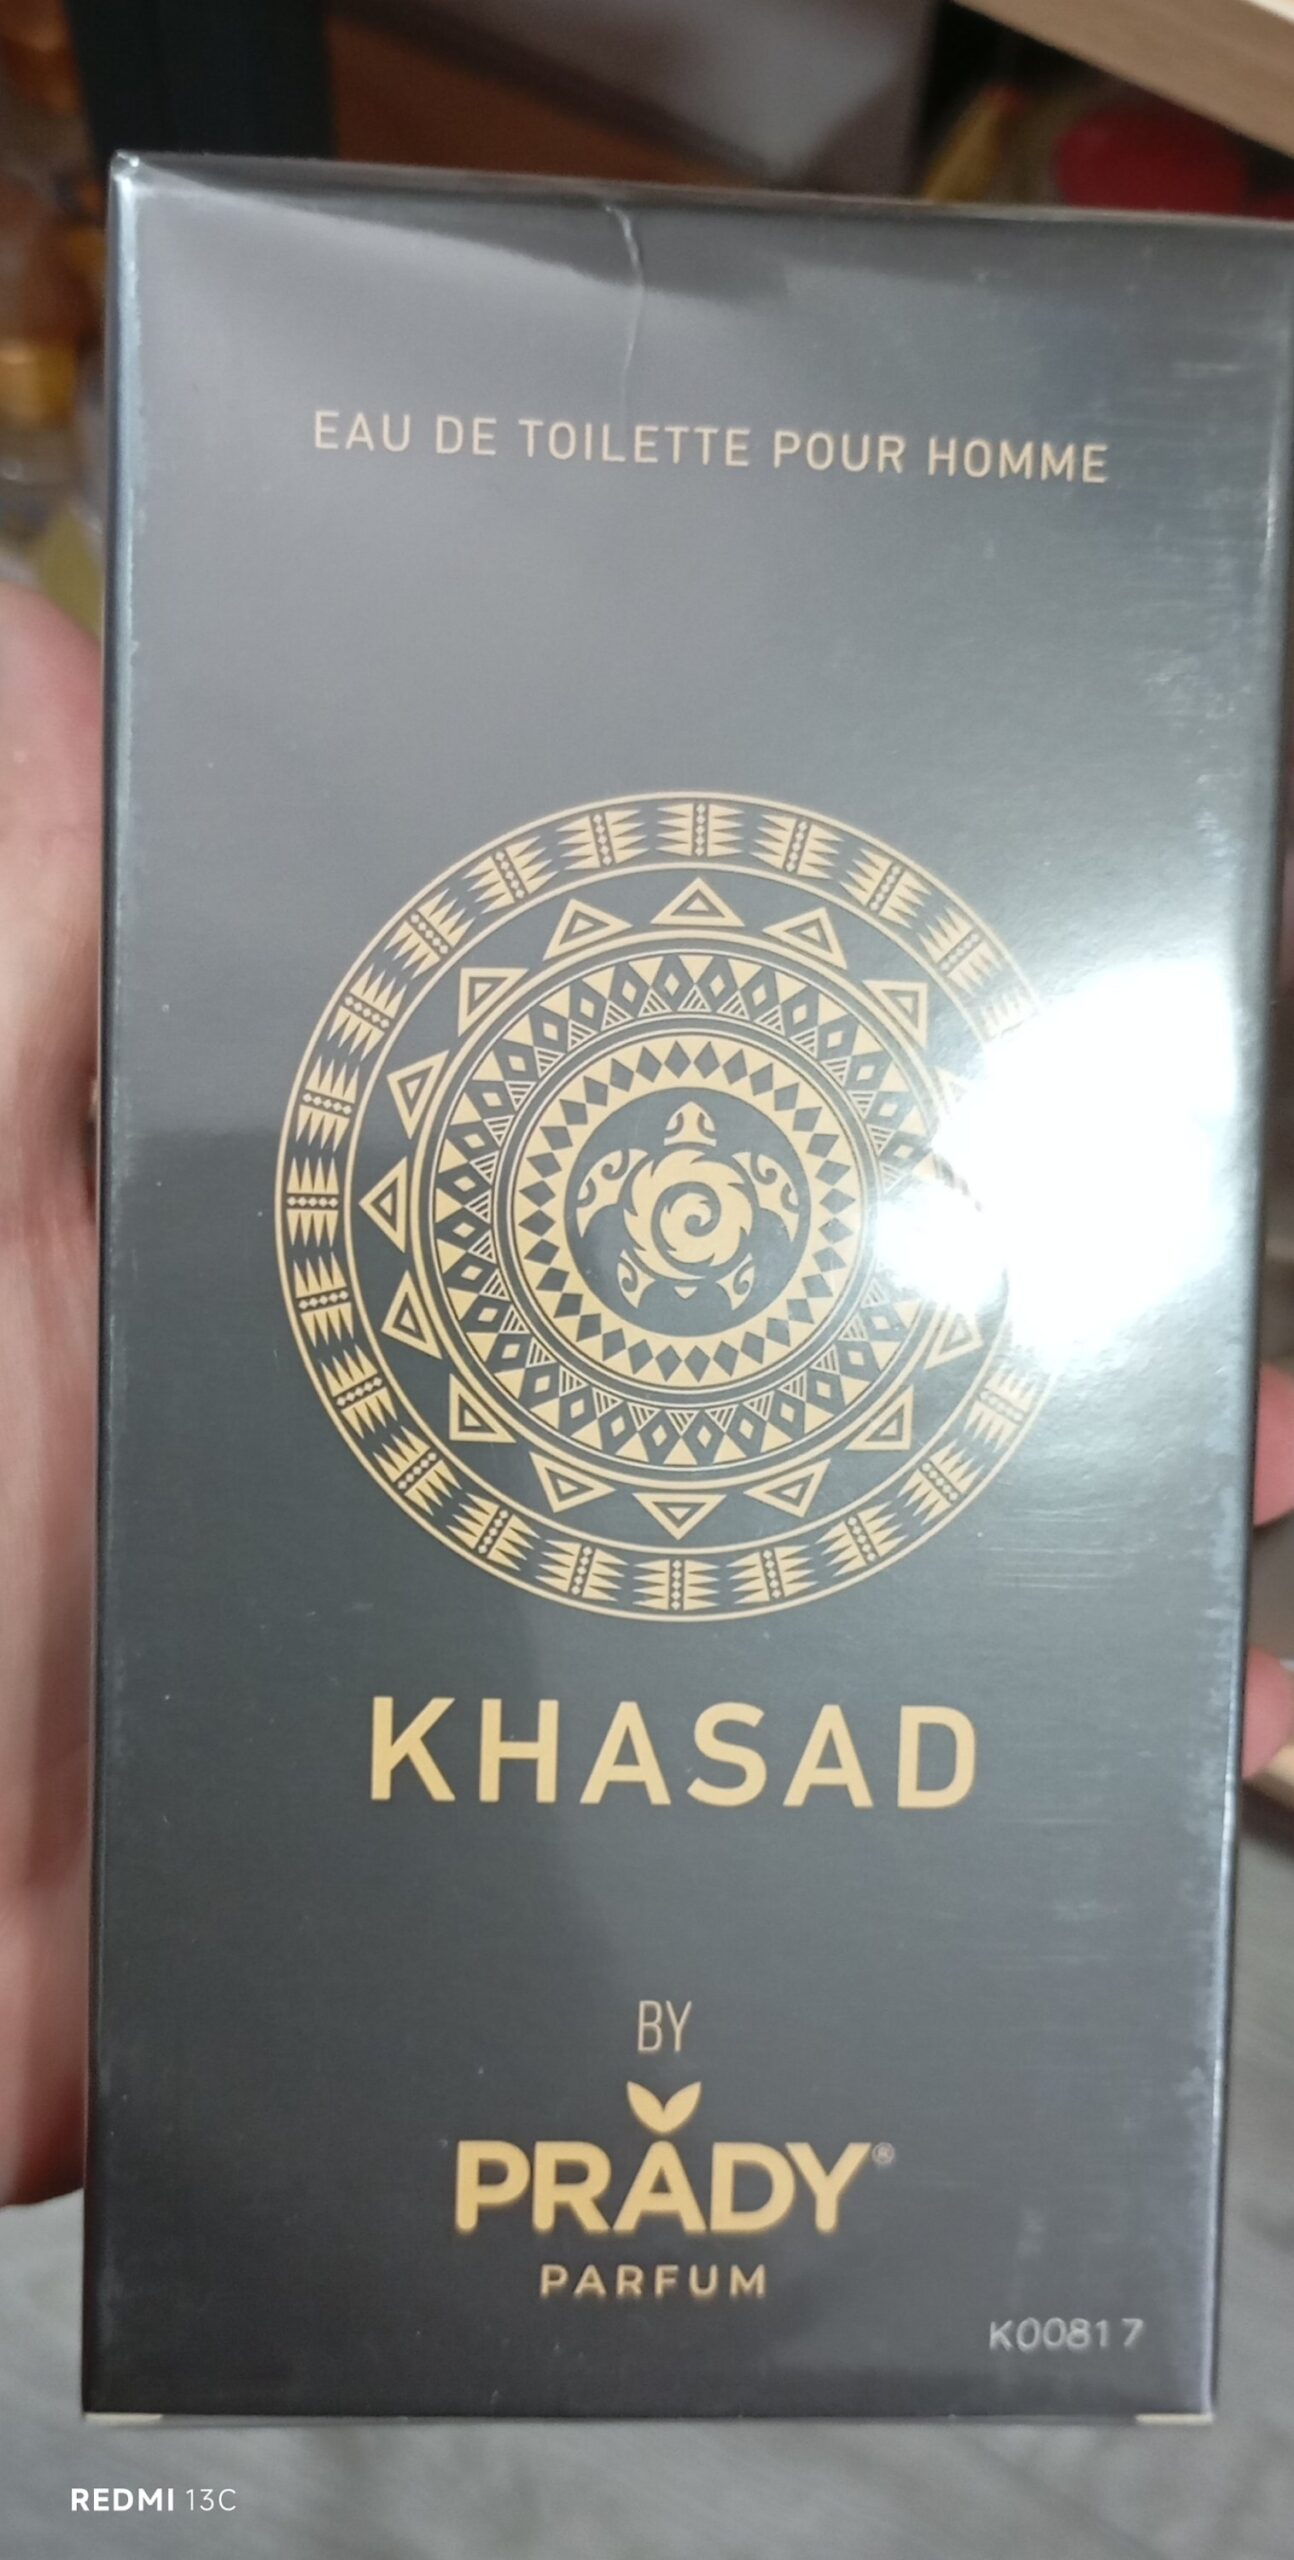 EAU DE TOILETTE POUR HOMME
KHASAD
BY
PRADY®
PARFUM
K00817
REDMI 13C